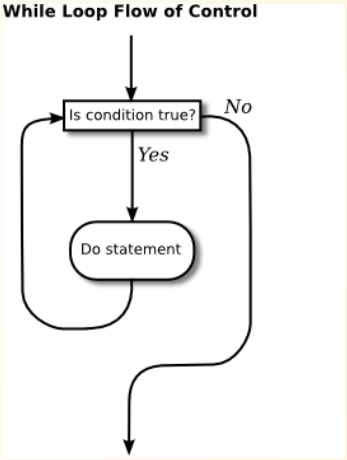 While Loop Flow of Control
Is condition true?
No
Yes
Do statement